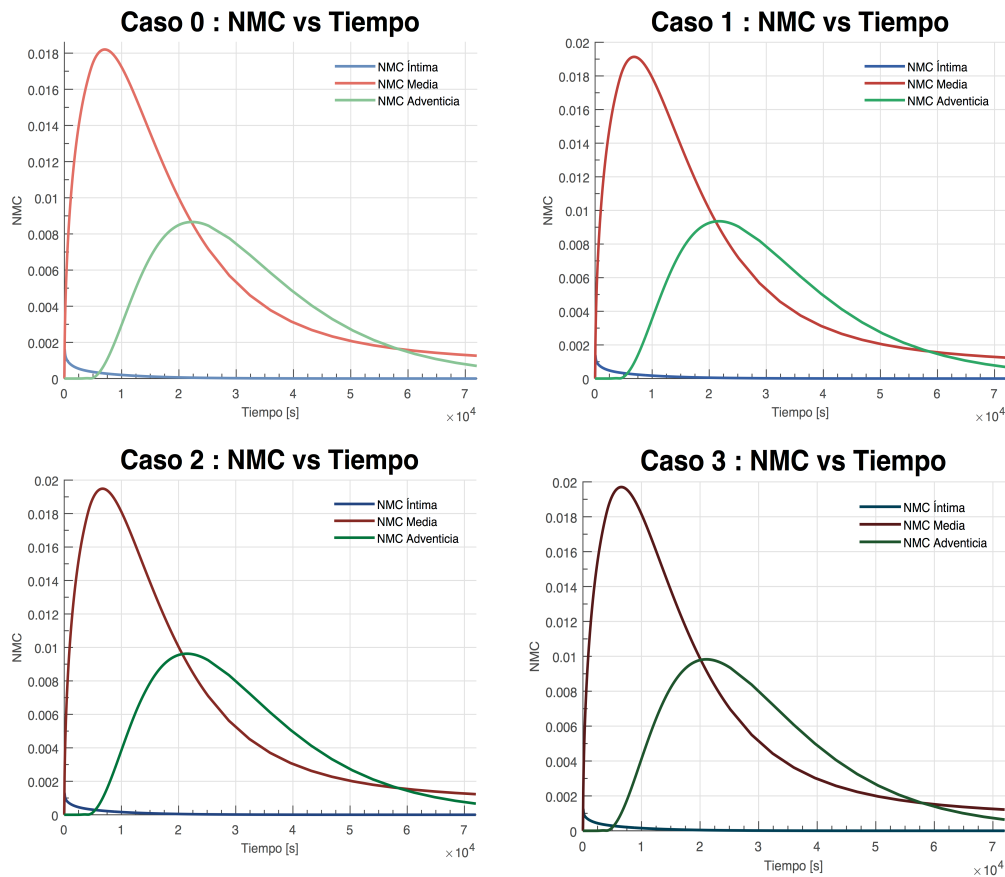 Caso 0 : NMC vs Tiempo
NMC Íntima
NMC Media
NMC Adventicia
0.018
0.016
0.014
0.012
0.01
0.008
0.006
0.004
0.002
0
NMC
0 1 2 3 4 5 6 7
Tiempo [s]
×10⁴
Caso 1 : NMC vs Tiempo
NMC Íntima
NMC Media
NMC Adventicia
0.02
0.018
0.016
0.014
0.012
0.01
0.008
0.006
0.004
0.002
0
NMC
0 1 2 3 4 5 6 7
Tiempo [s]
×10⁴
Caso 2 : NMC vs Tiempo
NMC Íntima
NMC Media
NMC Adventicia
0.02
0.018
0.016
0.014
0.012
0.01
0.008
0.006
0.004
0.002
0
NMC
0 1 2 3 4 5 6 7
Tiempo [s]
×10⁴
Caso 3 : NMC vs Tiempo
NMC Íntima
NMC Media
NMC Adventicia
0.02
0.018
0.016
0.014
0.012
0.01
0.008
0.006
0.004
0.002
0
NMC
0 1 2 3 4 5 6 7
Tiempo [s]
×10⁴